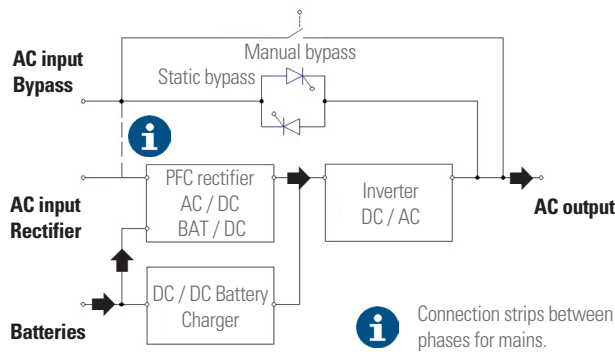 Manual bypass
AC input
Bypass
Static bypass
i
PFC rectifier
AC / DC
BAT / DC
Inverter
DC / AC
AC input
Rectifier
AC output
DC / DC Battery
Charger
Batteries
i
Connection strips between
phases for mains.